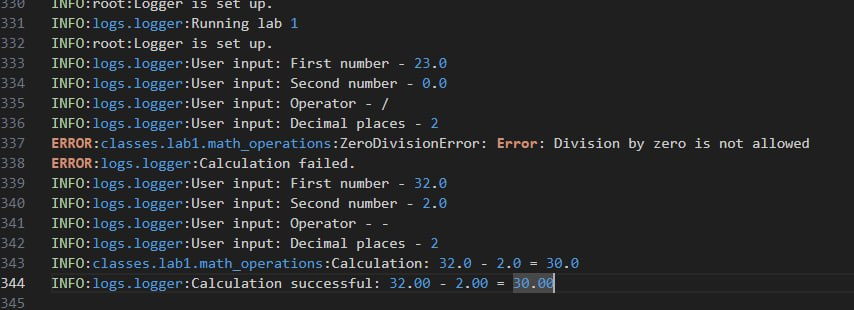 330 INFO:root:Logger is set up.
331 INFO:logs.logger:Running lab 1
332 INFO:root:Logger is set up.
333 INFO:logs.logger:User input: First number - 23.0
334 INFO:logs.logger:User input: Second number - 0.0
335 INFO:logs.logger:User input: Operator - /
336 INFO:logs.logger:User input: Decimal places - 2
337 ERROR:classes.lab1.math_operations:ZeroDivisionError: Error: Division by zero is not allowed
338 ERROR:logs.logger:Calculation failed.
339 INFO:logs.logger:User input: First number - 32.0
340 INFO:logs.logger:User input: Second number - 2.0
341 INFO:logs.logger:User input: Operator - -
342 INFO:logs.logger:User input: Decimal places - 2
343 INFO:classes.lab1.math_operations:Calculation: 32.0 - 2.0 = 30.0
344 INFO:logs.logger:Calculation successful: 32.00 - 2.00 = 30.00
345